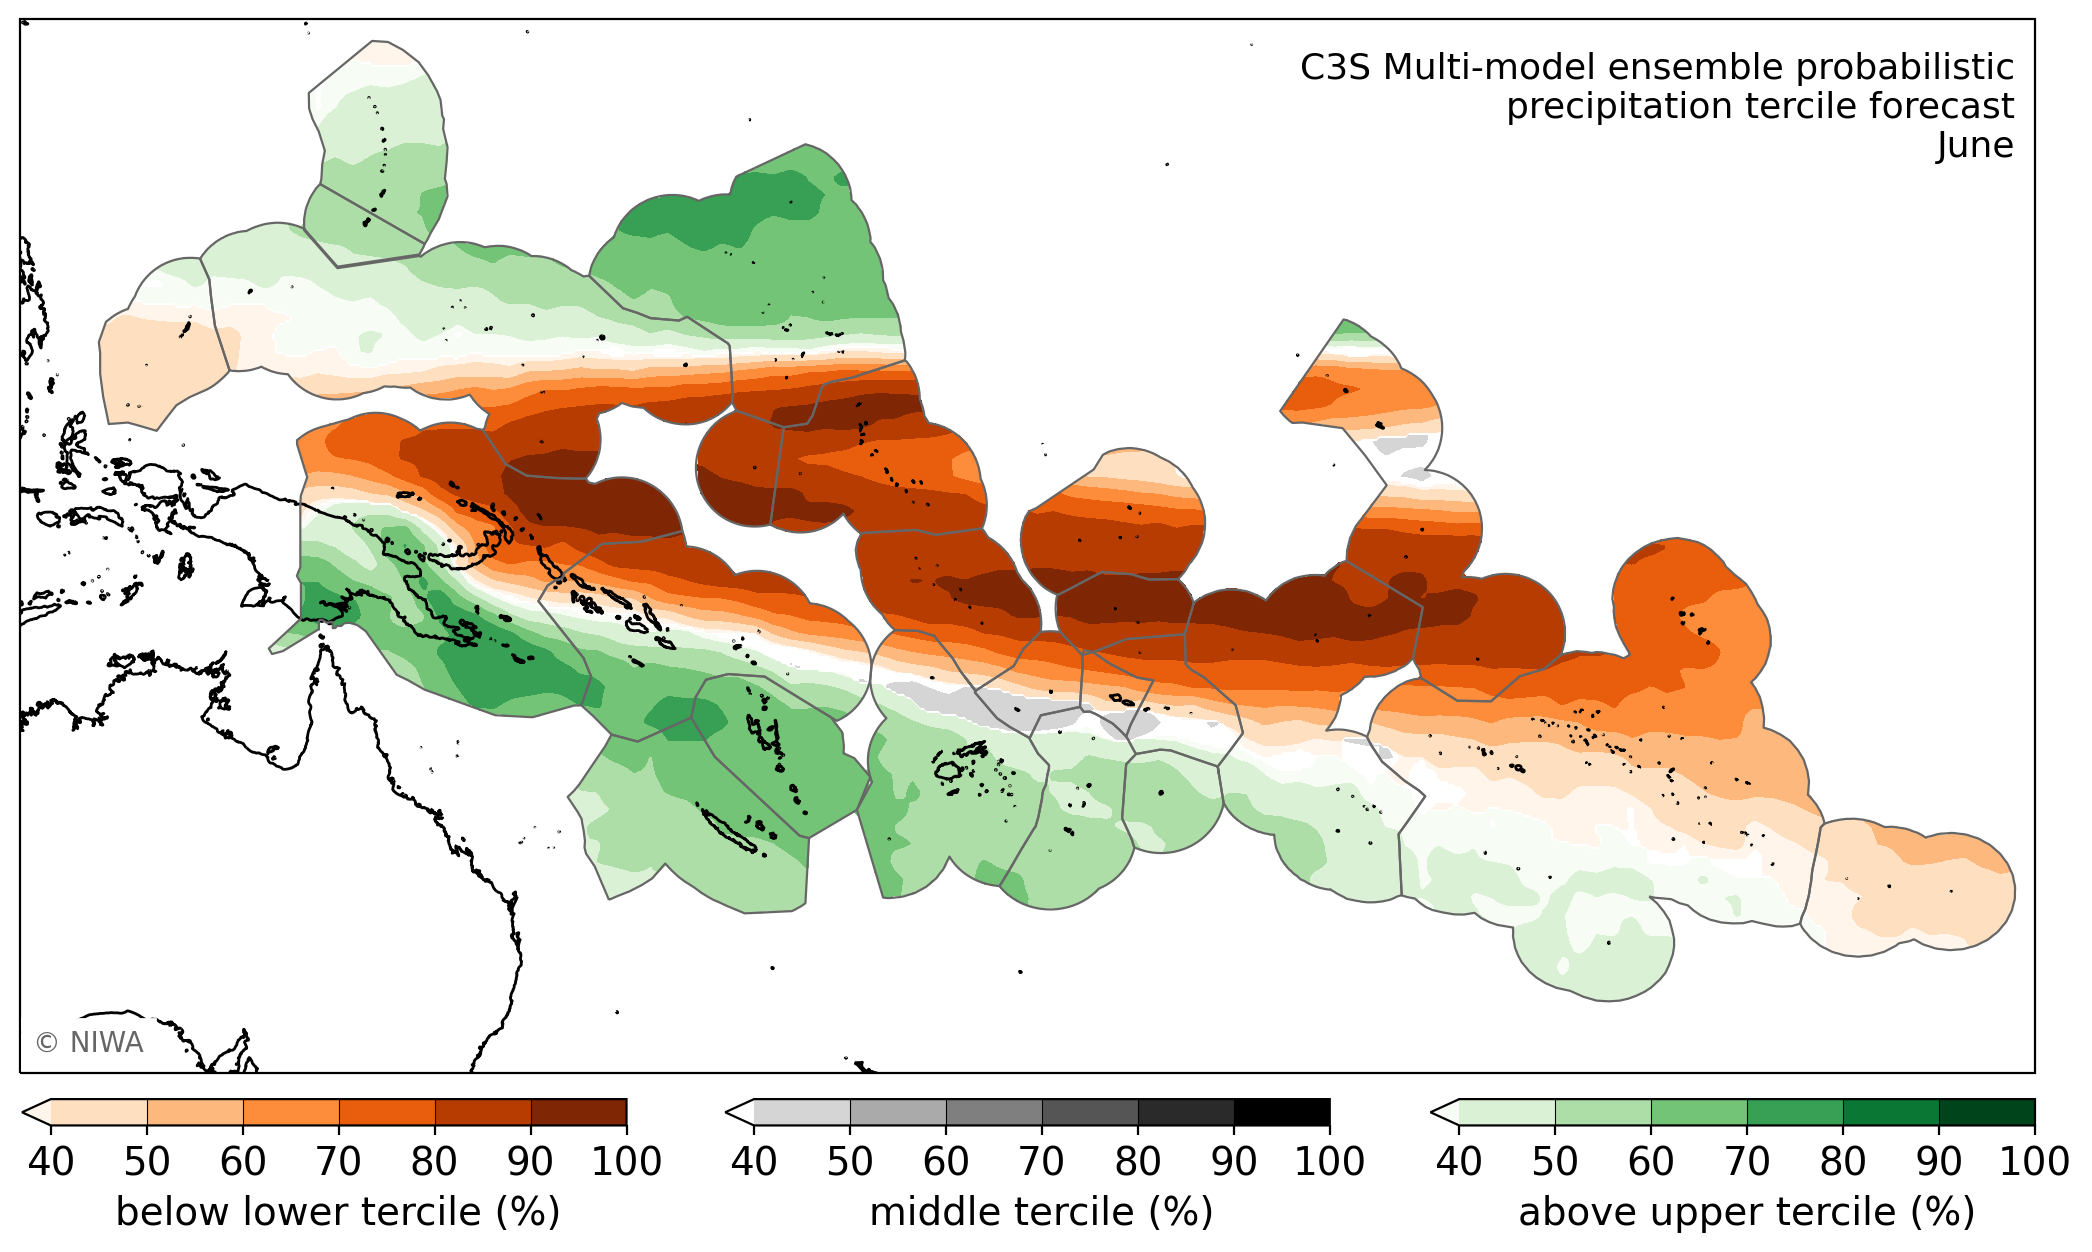 C3S Multi-model ensemble probabilistic
precipitation tercile forecast
June
© NIWA
40 50 60 70 80 90 100
below lower tercile (%)
40 50 60 70 80 90 100
middle tercile (%)
40 50 60 70 80 90 100
above upper tercile (%)